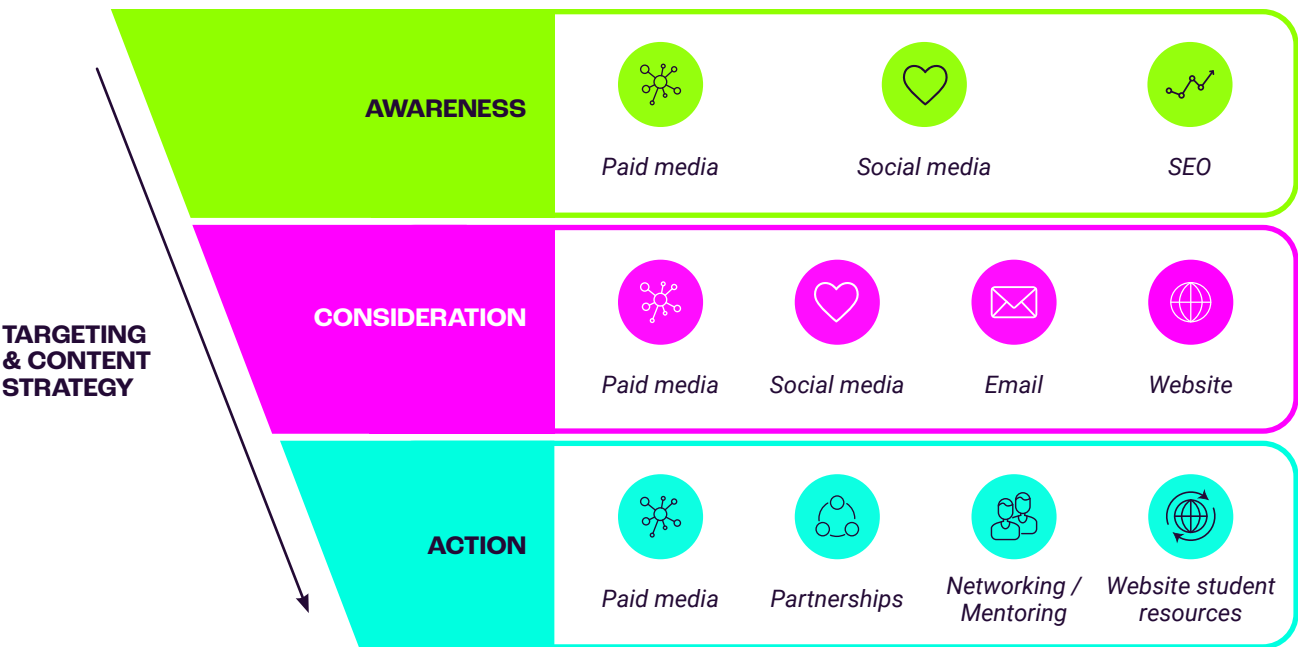 AWARENESS
Paid media
Social media
SEO
TARGETING
& CONTENT
STRATEGY
CONSIDERATION
Paid media
Social media
Email
Website
ACTION
Paid media
Partnerships
Networking /
Mentoring
Website student
resources